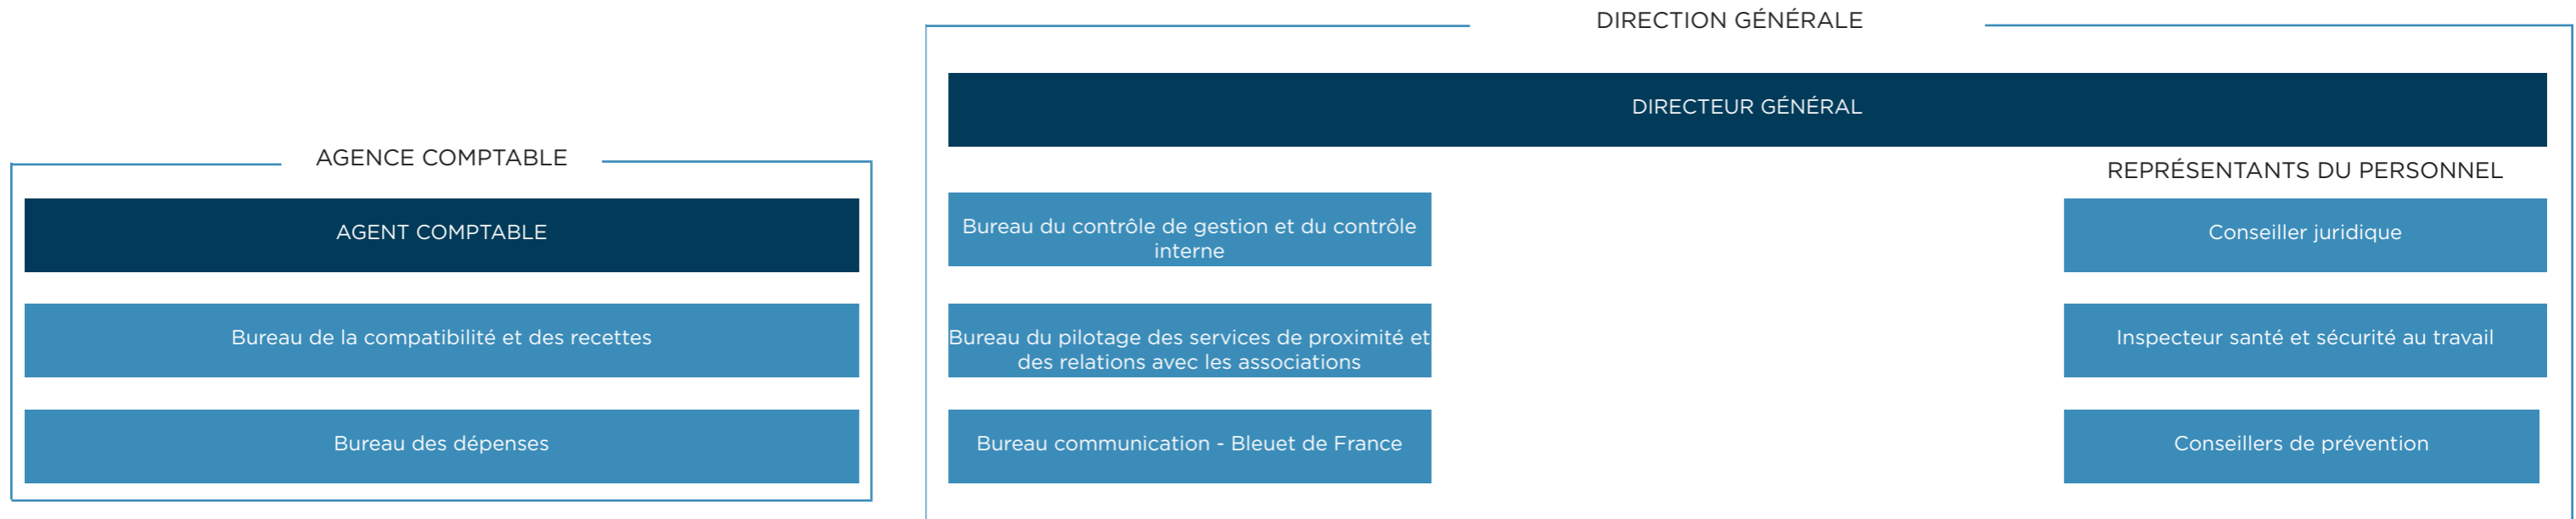 AGENCE COMPTABLE
AGENT COMPTABLE
Bureau de la compatibilité et des recettes
Bureau des dépenses
DIRECTION GÉNÉRALE
DIRECTEUR GÉNÉRAL
Bureau du contrôle de gestion et du contrôle
interne
Bureau du pilotage des services de proximité et
des relations avec les associations
Bureau communication - Bleuet de France
REPRÉSENTANTS DU PERSONNEL
Conseiller juridique
Inspecteur santé et sécurité au travail
Conseillers de prévention